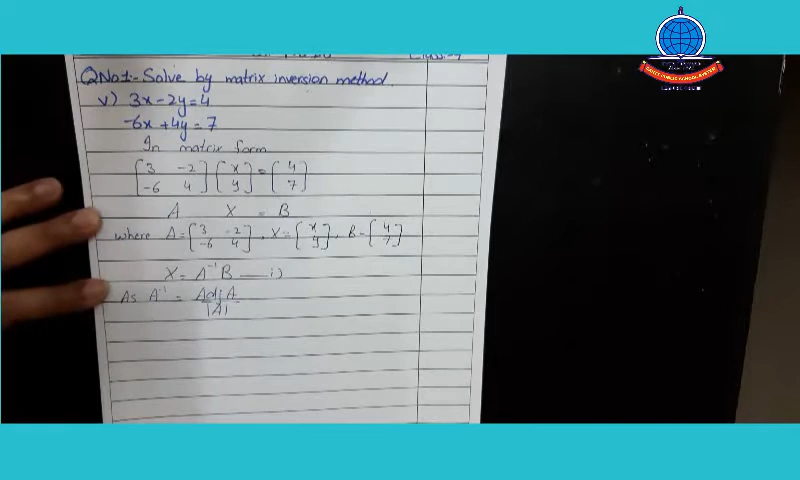 QNo1:- Solve by matrix inversion method.
v) 3x - 2y = 4
-6x + 4y = 7
In matrix form
[3 -2] [x] = [4]
[-6 4] [y] [7]
A X = B
where A = [3 -2; -6 4], X = [x; y], B = [4; 7]
X = A⁻¹B — i)
As A⁻¹ = Adj A
|A|